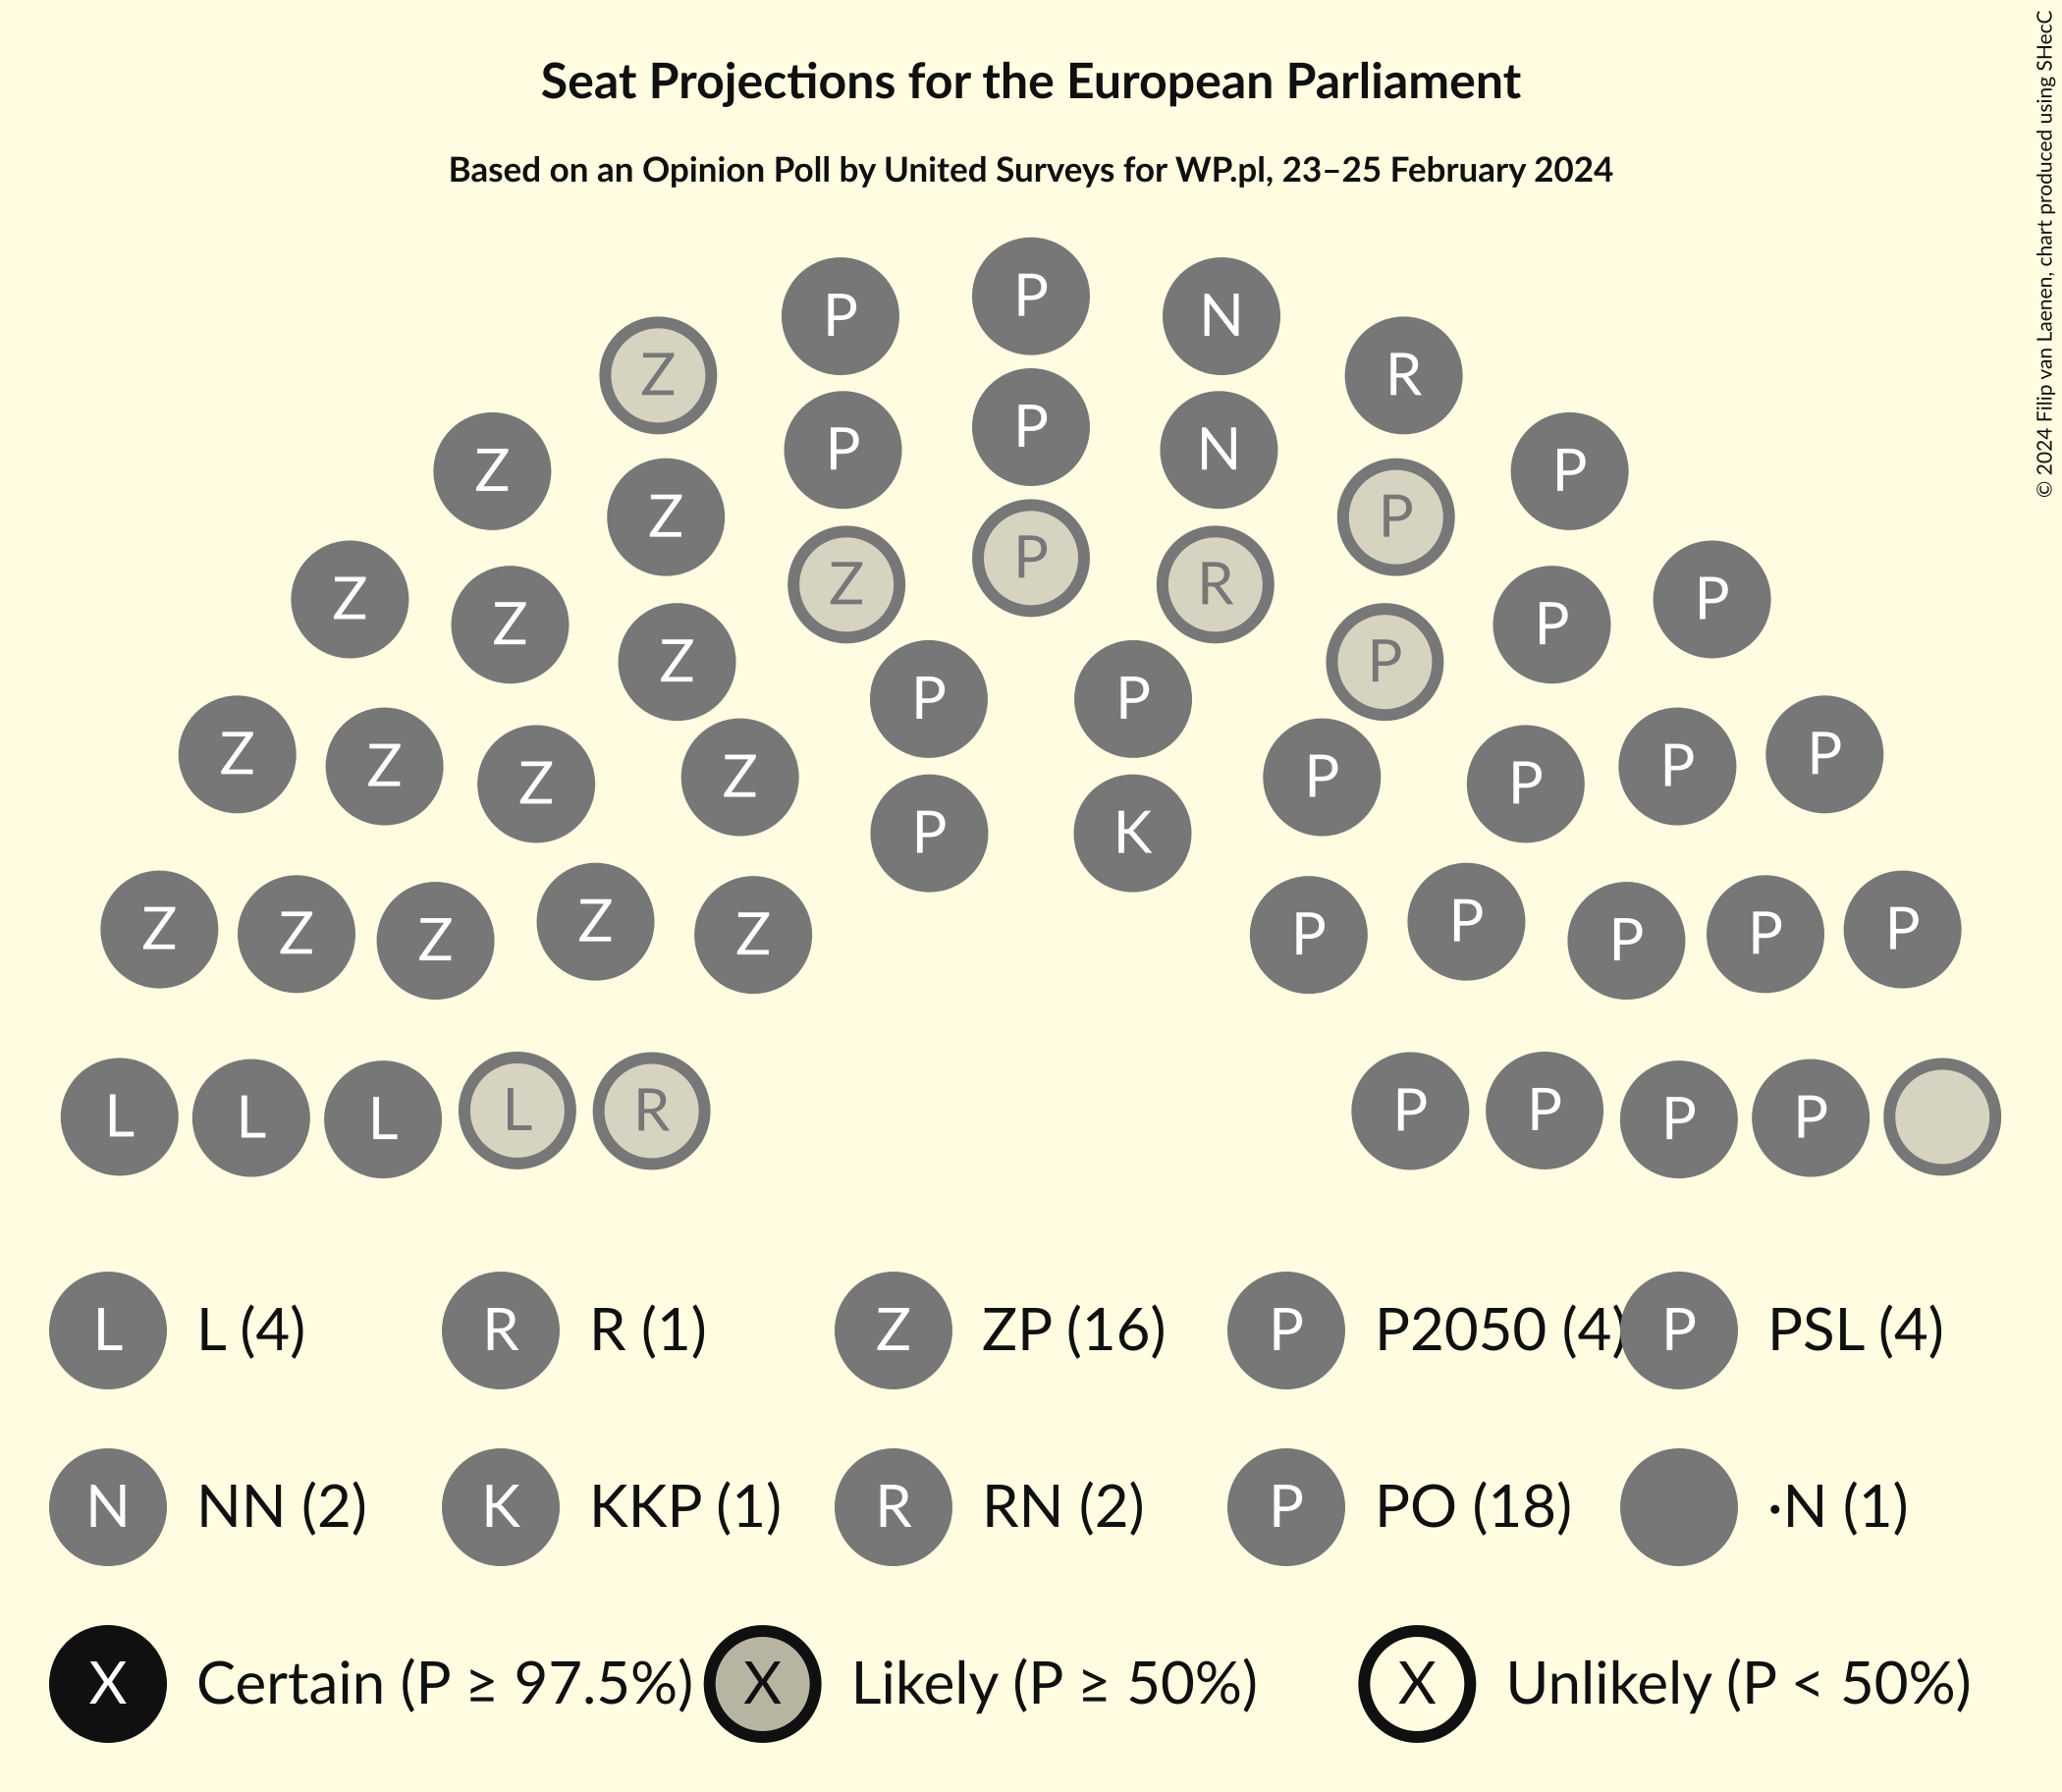 Seat Projections for the European Parliament
Based on an Opinion Poll by United Surveys for WP.pl, 23–25 February 2024
© 2024 Filip van Laenen, chart produced using SHecC
P
P P
N
Z R
P
P N
Z P
Z P
P
Z R
Z P
Z P
Z P
P P
Z P
Z Z P P
Z P
Z P
P K
Z P
Z Z P P
Z Z P P
Z P
L R P P
L L L P P
L L (4) R R (1) Z ZP (16) P P2050 (4) P PSL (4)
N NN (2) K KKP (1) R RN (2) P PO (18) ·N (1)
X Certain (P ≥ 97.5%) X Likely (P ≥ 50%) X Unlikely (P < 50%)